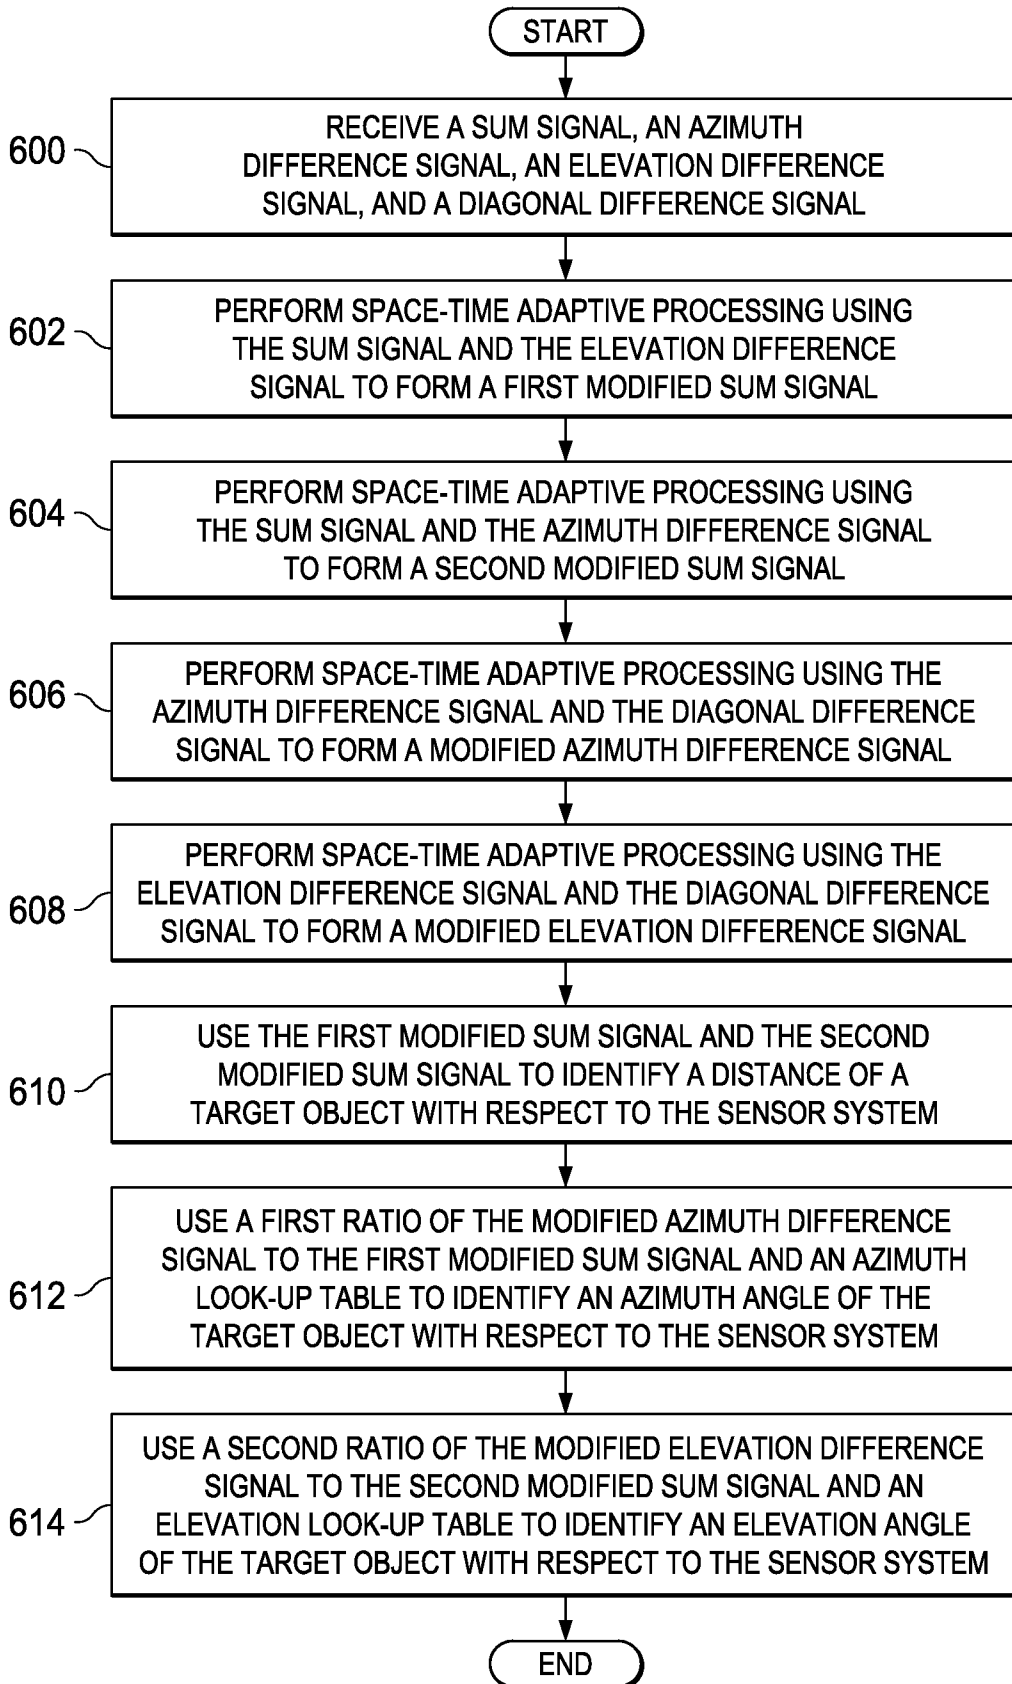 START
600
RECEIVE A SUM SIGNAL, AN AZIMUTH
DIFFERENCE SIGNAL, AN ELEVATION DIFFERENCE
SIGNAL, AND A DIAGONAL DIFFERENCE SIGNAL
602
PERFORM SPACE-TIME ADAPTIVE PROCESSING USING
THE SUM SIGNAL AND THE ELEVATION DIFFERENCE
SIGNAL TO FORM A FIRST MODIFIED SUM SIGNAL
604
PERFORM SPACE-TIME ADAPTIVE PROCESSING USING
THE SUM SIGNAL AND THE AZIMUTH DIFFERENCE SIGNAL
TO FORM A SECOND MODIFIED SUM SIGNAL
606
PERFORM SPACE-TIME ADAPTIVE PROCESSING USING THE
AZIMUTH DIFFERENCE SIGNAL AND THE DIAGONAL DIFFERENCE
SIGNAL TO FORM A MODIFIED AZIMUTH DIFFERENCE SIGNAL
608
PERFORM SPACE-TIME ADAPTIVE PROCESSING USING THE
ELEVATION DIFFERENCE SIGNAL AND THE DIAGONAL DIFFERENCE
SIGNAL TO FORM A MODIFIED ELEVATION DIFFERENCE SIGNAL
610
USE THE FIRST MODIFIED SUM SIGNAL AND THE SECOND
MODIFIED SUM SIGNAL TO IDENTIFY A DISTANCE OF A
TARGET OBJECT WITH RESPECT TO THE SENSOR SYSTEM
612
USE A FIRST RATIO OF THE MODIFIED AZIMUTH DIFFERENCE
SIGNAL TO THE FIRST MODIFIED SUM SIGNAL AND AN AZIMUTH
LOOK-UP TABLE TO IDENTIFY AN AZIMUTH ANGLE OF THE
TARGET OBJECT WITH RESPECT TO THE SENSOR SYSTEM
614
USE A SECOND RATIO OF THE MODIFIED ELEVATION DIFFERENCE
SIGNAL TO THE SECOND MODIFIED SUM SIGNAL AND AN
ELEVATION LOOK-UP TABLE TO IDENTIFY AN ELEVATION ANGLE
OF THE TARGET OBJECT WITH RESPECT TO THE SENSOR SYSTEM
END